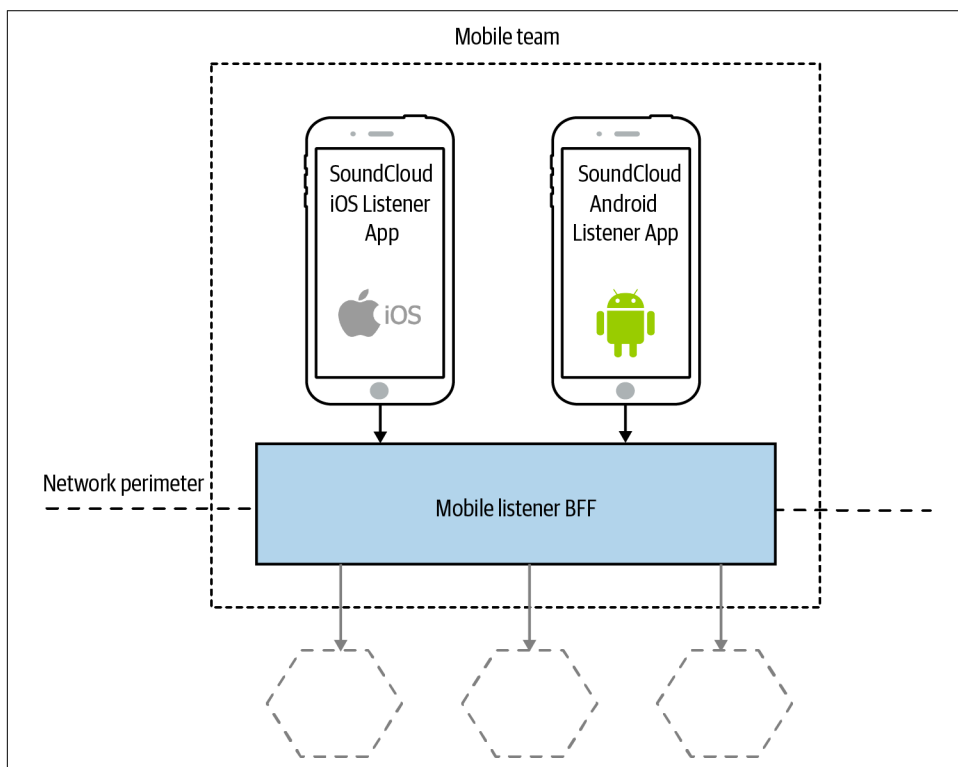 Mobile team
SoundCloud
iOS Listener
App
iOS
SoundCloud
Android
Listener App
Network perimeter
Mobile listener BFF